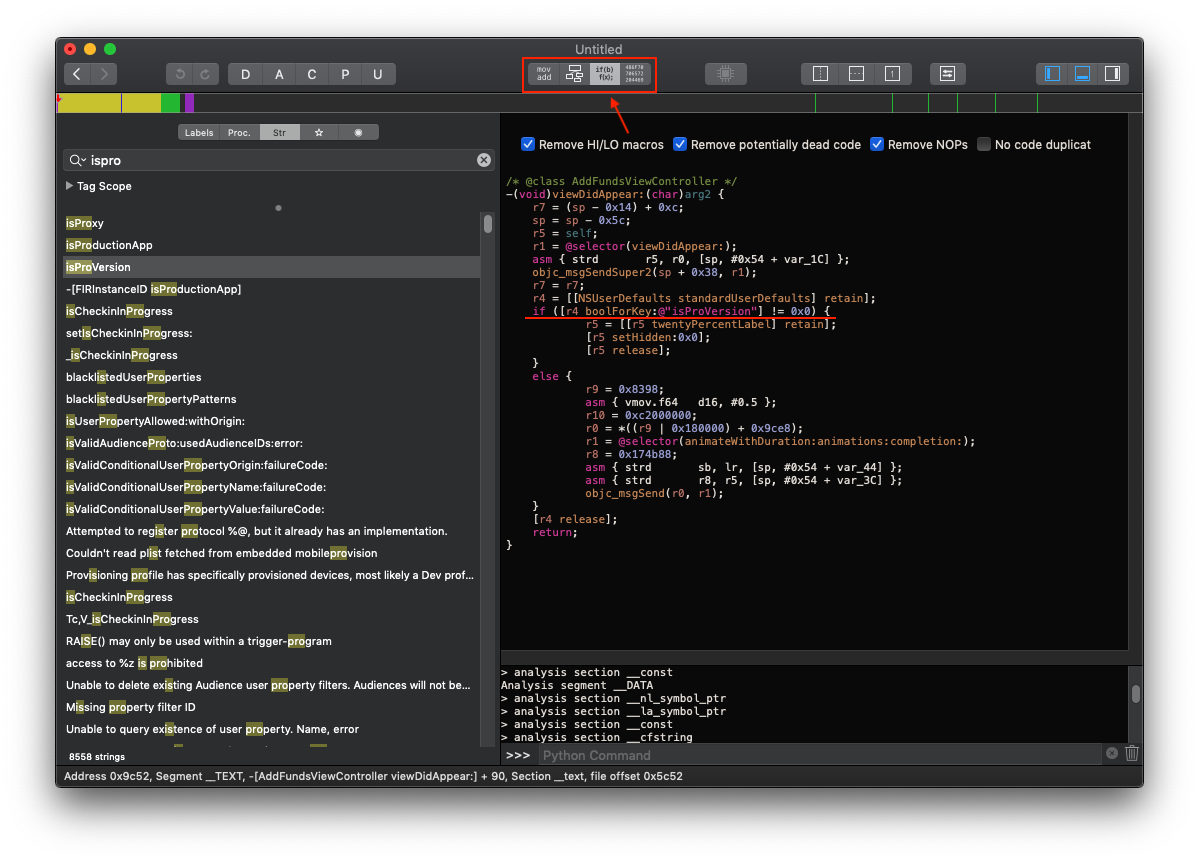 Untitled
D A C P U
mov
add
if(b)
f(x);
Labels Proc. Str
ispro
Tag Scope
isProxy
isProductionApp
isProVersion
-[FIRInstanceID isProductionApp]
isCheckinInProgress
setIsCheckinInProgress:
_isCheckinInProgress
blacklistedUserProperties
blacklistedUserPropertyPatterns
isUserPropertyAllowed:withOrigin:
isValidAudienceProto:usedAudienceIDs:error:
isValidConditionalUserPropertyOrigin:failureCode:
isValidConditionalUserPropertyName:failureCode:
isValidConditionalUserPropertyValue:failureCode:
Attempted to register protocol %@, but it already has an implementation.
Couldn't read plist fetched from embedded mobileprovision
Provisioning profile has specifically provisioned devices, most likely a Dev prof...
isCheckinInProgress
Tc,V_isCheckinInProgress
RAISE() may only be used within a trigger-program
access to %z is prohibited
Unable to delete existing Audience user property filters. Audiences will not be...
Missing property filter ID
Unable to query existence of user property. Name, error
8558 strings
Remove HI/LO macros Remove potentially dead code Remove NOPs No code duplicat
/* @class AddFundsViewController */
-(void)viewDidAppear:(char)arg2 {
r7 = (sp - 0x14) + 0xc;
sp = sp - 0x5c;
r5 = self;
r1 = @selector(viewDidAppear:);
asm { strd r5, r0, [sp, #0x54 + var_1C] };
objc_msgSendSuper2(sp + 0x38, r1);
r7 = r7;
r4 = [[NSUserDefaults standardUserDefaults] retain];
if ([r4 boolForKey:@"isProVersion"] != 0x0) {
r5 = [[r5 twentyPercentLabel] retain];
[r5 setHidden:0x0];
[r5 release];
}
else {
r9 = 0x8398;
asm { vmov.f64 d16, #0.5 };
r10 = 0xc2000000;
r0 = *((r9 | 0x180000) + 0x9ce8);
r1 = @selector(animateWithDuration:animations:completion:);
r8 = 0x174b88;
asm { strd sb, lr, [sp, #0x54 + var_44] };
asm { strd r8, r5, [sp, #0x54 + var_3C] };
objc_msgSend(r0, r1);
}
[r4 release];
return;
}
> analysis section __const
Analysis segment __DATA
> analysis section __nl_symbol_ptr
> analysis section __la_symbol_ptr
> analysis section __const
> analysis section __cfstring
>>> Python Command
Address 0x9c52, Segment __TEXT, -[AddFundsViewController viewDidAppear:] + 90, Section __text, file offset 0x5c52